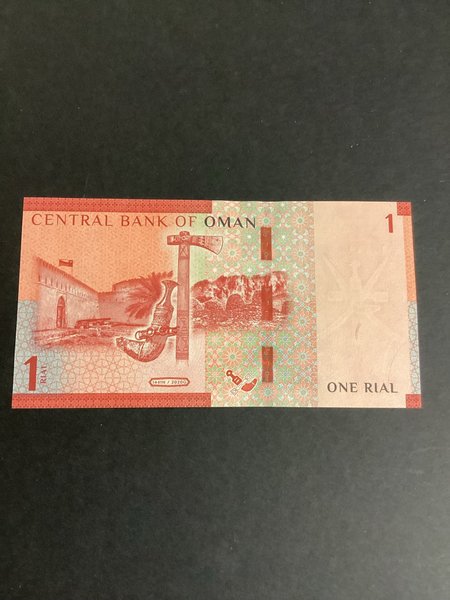 CENTRAL BANK OF OMAN
1
1
RIAL
ONE RIAL